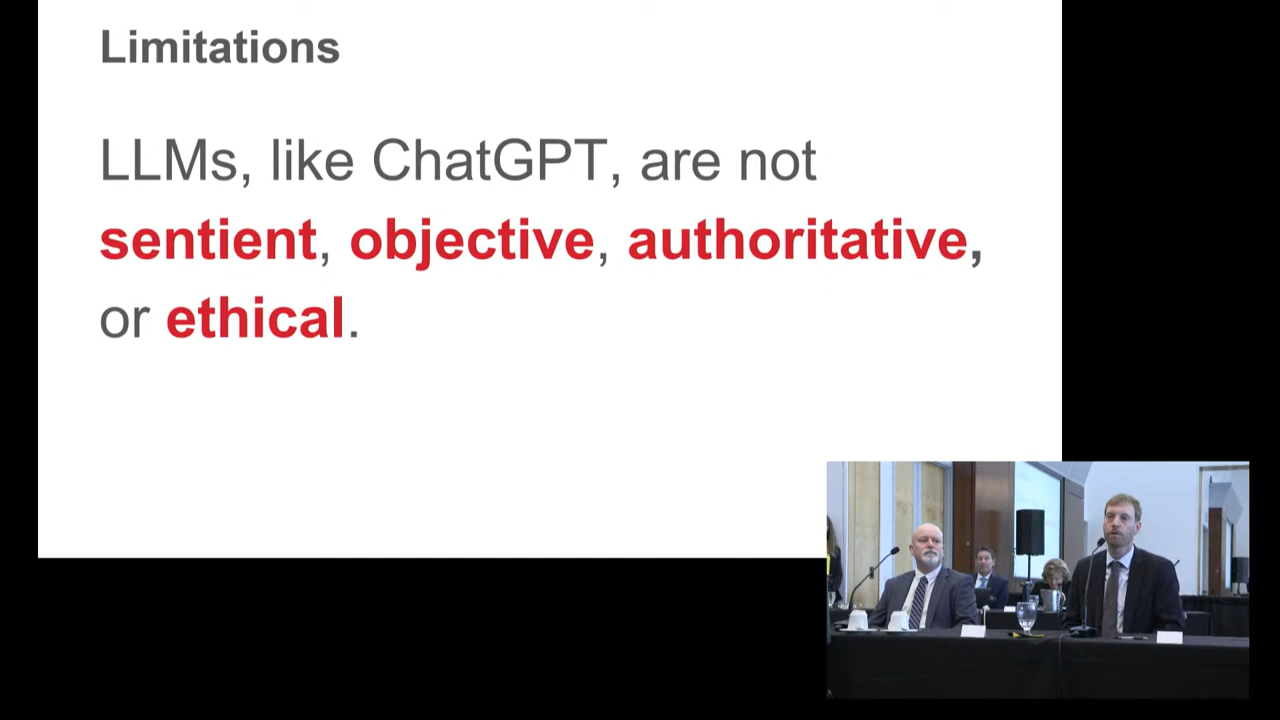 Limitations
LLMs, like ChatGPT, are not
sentient, objective, authoritative,
or ethical.